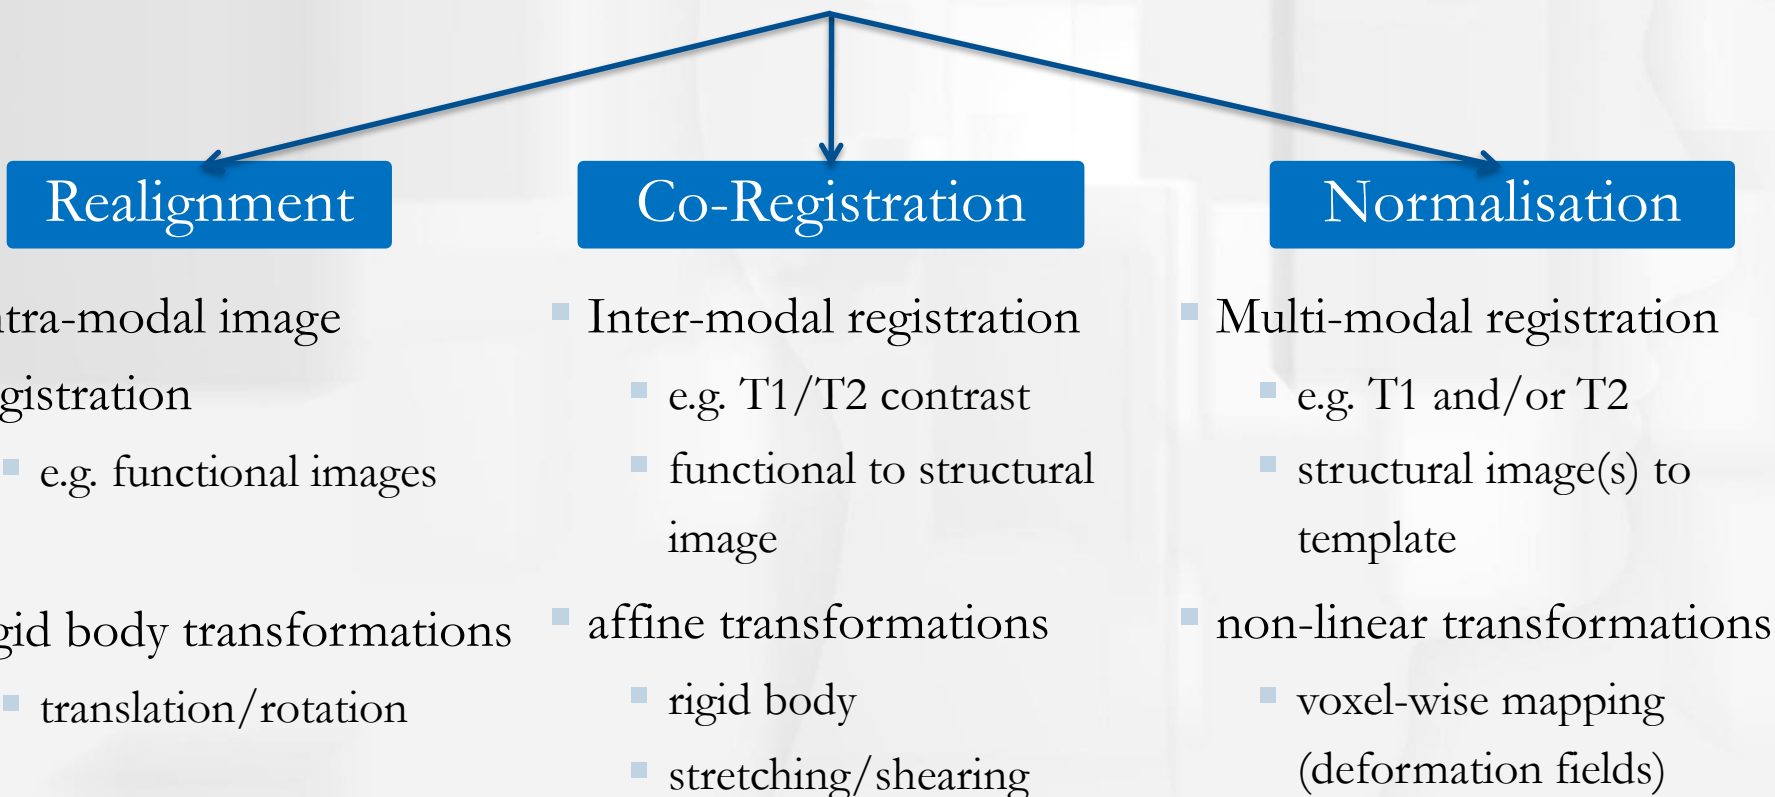 Realignment
ntra-modal image
gistration
e.g. functional images
gid body transformations
translation/rotation
Co-Registration
Inter-modal registration
e.g. T1/T2 contrast
functional to structural
image
affine transformations
rigid body
stretching/shearing
Normalisation
Multi-modal registration
e.g. T1 and/or T2
structural image(s) to
template
non-linear transformations
voxel-wise mapping
(deformation fields)